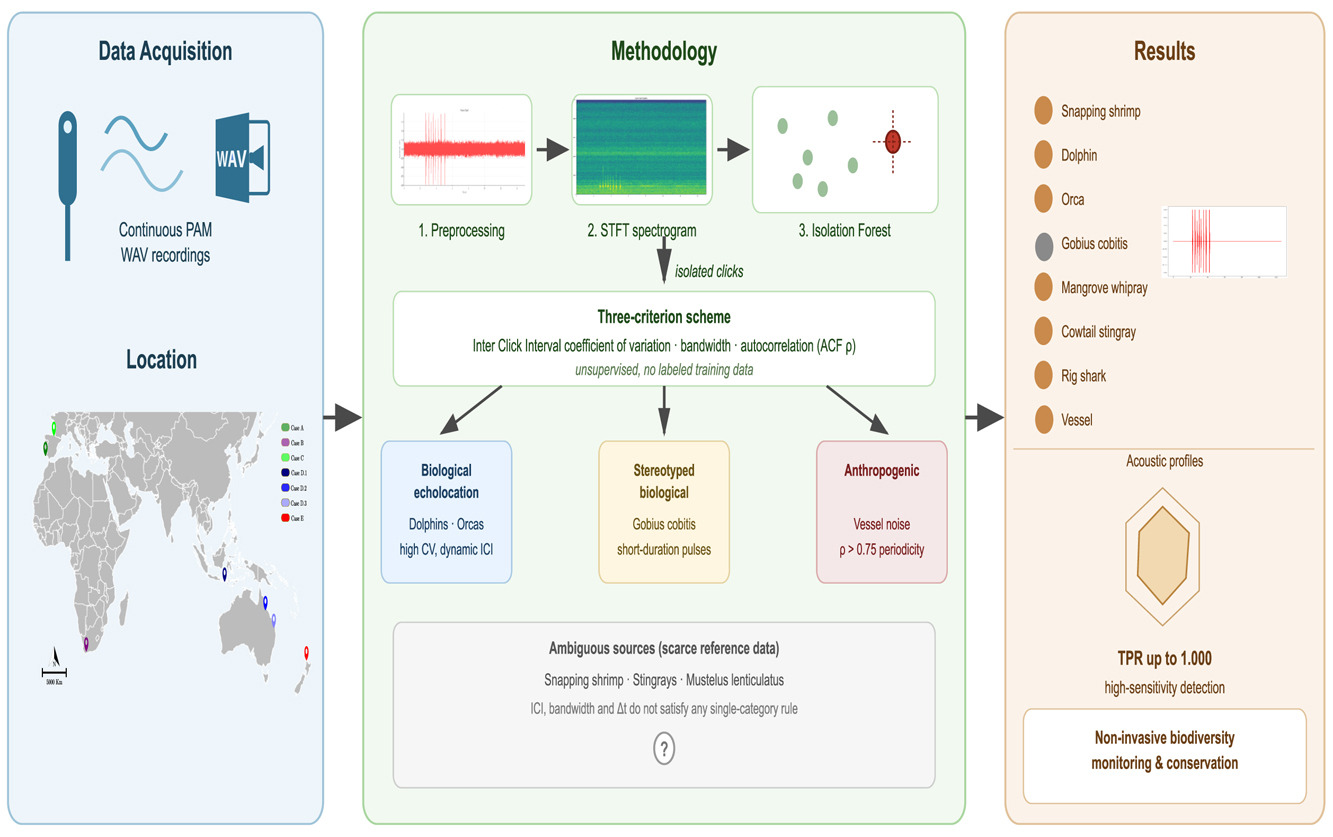 Data Acquisition
WAV
Continuous PAM
WAV recordings
Location
Case A
Case B
Case C
Case D.1
Case D.2
Case D.3
Case E
N
5000 Km
Methodology
1. Preprocessing
2. STFT spectrogram
3. Isolation Forest
isolated clicks
Three-criterion scheme
Inter Click Interval coefficient of variation · bandwidth · autocorrelation (ACF ρ)
unsupervised, no labeled training data
Biological
echolocation
Dolphins · Orcas
high CV, dynamic ICI
Stereotyped
biological
Gobius cobitis
short-duration pulses
Anthropogenic
Vessel noise
ρ > 0.75 periodicity
Ambiguous sources (scarce reference data)
Snapping shrimp · Stingrays · Mustelus lenticulatus
ICI, bandwidth and Δt do not satisfy any single-category rule
?
Results
Snapping shrimp
Dolphin
Orca
Gobius cobitis
Mangrove whipray
Cowtail stingray
Rig shark
Vessel
Acoustic profiles
TPR up to 1.000
high-sensitivity detection
Non-invasive biodiversity
monitoring & conservation